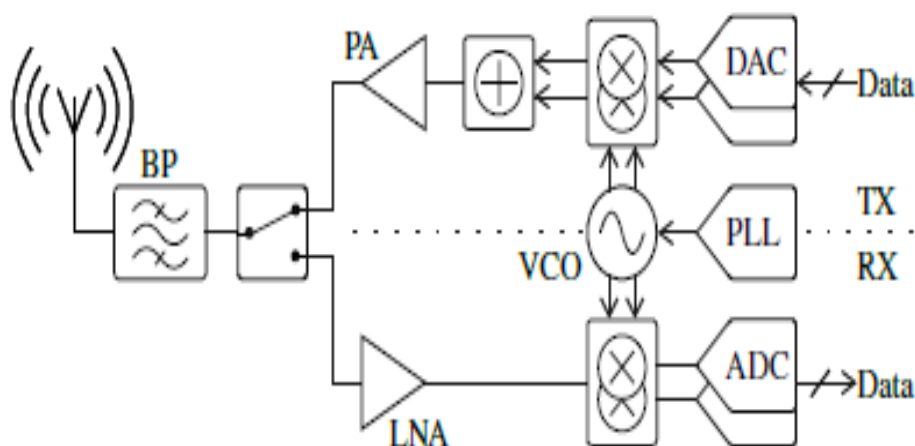 PA
DAC
Data
BP
TX
VCO
PLL
RX
LNA
ADC
Data